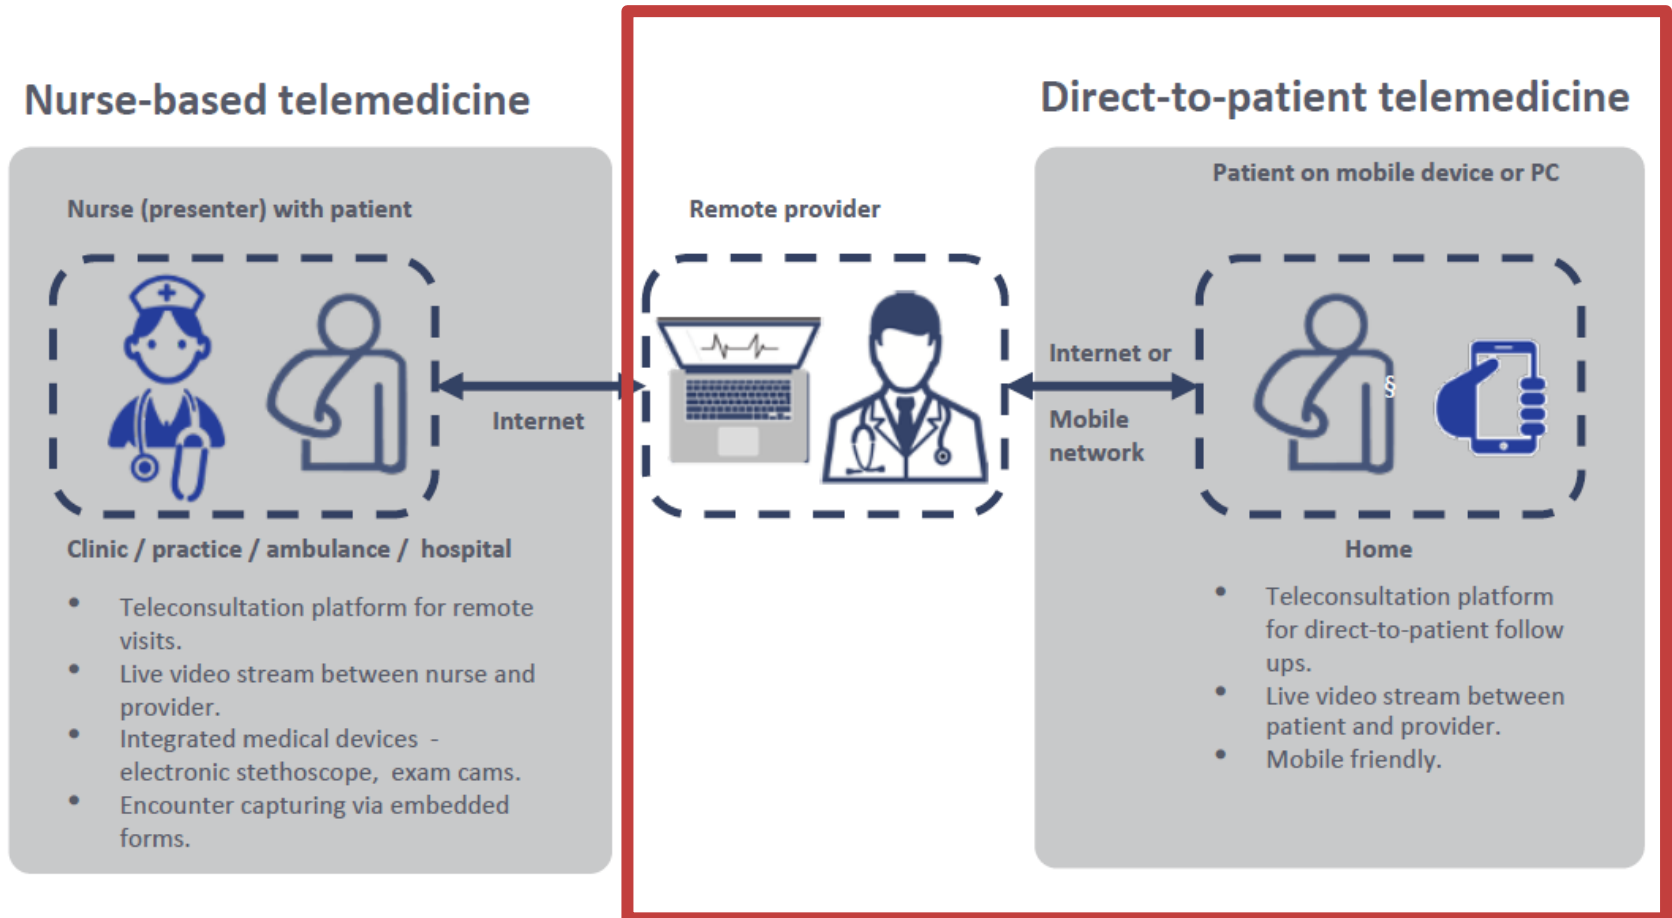 Nurse-based telemedicine
Nurse (presenter) with patient
Internet
Clinic / practice / ambulance / hospital
• Teleconsultation platform for remote
visits.
• Live video stream between nurse and
provider.
• Integrated medical devices -
electronic stethoscope, exam cams.
• Encounter capturing via embedded
forms.
Remote provider
Direct-to-patient telemedicine
Patient on mobile device or PC
Internet or
Mobile
network
§
Home
• Teleconsultation platform
for direct-to-patient follow
ups.
• Live video stream between
patient and provider.
• Mobile friendly.